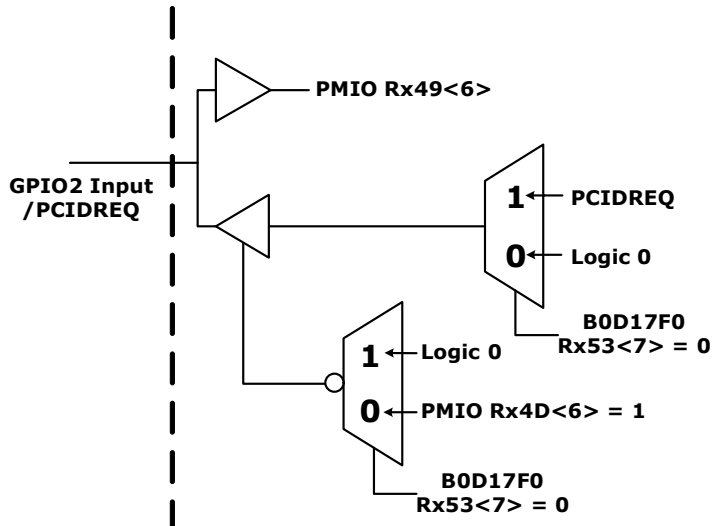 PMIO Rx49<6>
GPIO2 Input
/PCIDREQ
1
PCIDREQ
0
Logic 0
B0D17F0
Rx53<7> = 0
1
Logic 0
0
PMIO Rx4D<6> = 1
B0D17F0
Rx53<7> = 0